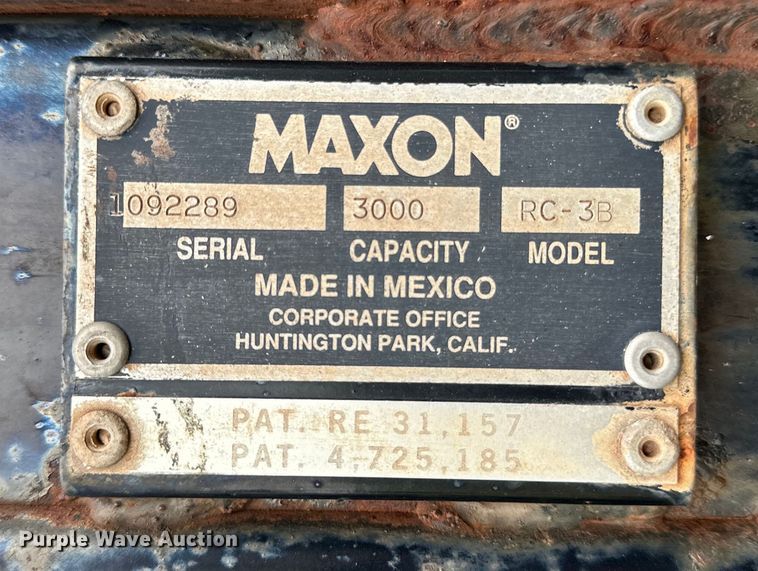 MAXON®
1092289 3000 RC-3B
SERIAL CAPACITY MODEL
MADE IN MEXICO
CORPORATE OFFICE
HUNTINGTON PARK, CALIF.
PAT. RE 31,157
PAT. 4,725,185
Purple Wave Auction